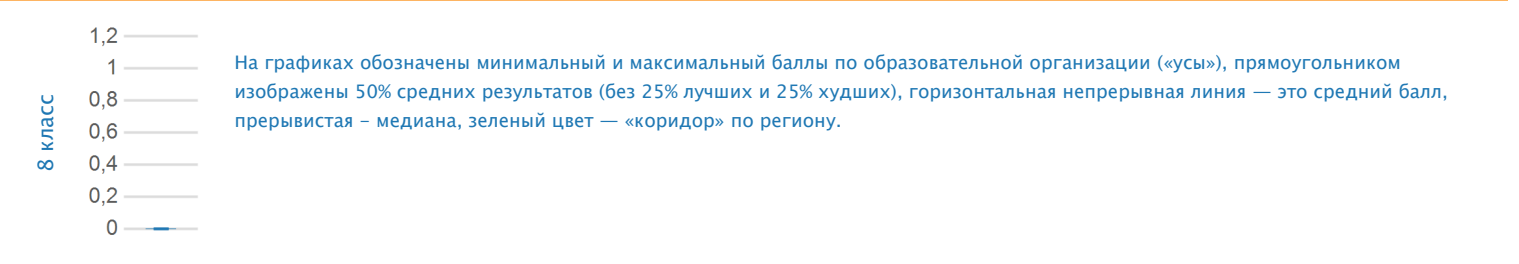 1,2
1
0,8
0,6
0,4
0,2
0
8 класс
На графиках обозначены минимальный и максимальный баллы по образовательной организации («усы»), прямоугольником
изображены 50% средних результатов (без 25% лучших и 25% худших), горизонтальная непрерывная линия — это средний балл,
прерывистая – медиана, зеленый цвет — «коридор» по региону.